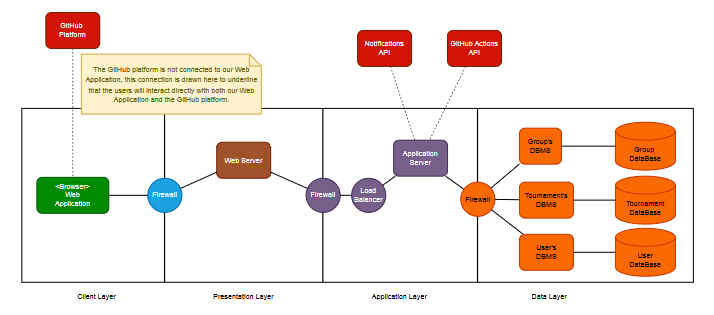 GitHub
Platform
The GitHub platform is not connected to our Web
Application, this connection is drawn here to underline
that the users will interact directly with both our Web
Application and the GitHub platform.
Notifications
API
GitHub Actions
API
<Browser>
Web
Application
Firewall
Web Server
Firewall
Load
Balancer
Application
Server
Firewall
Group's
DBMS
Group
DataBase
Tournament's
DBMS
Tournament
DataBase
User's
DBMS
User
DataBase
Client Layer
Presentation Layer
Application Layer
Data Layer